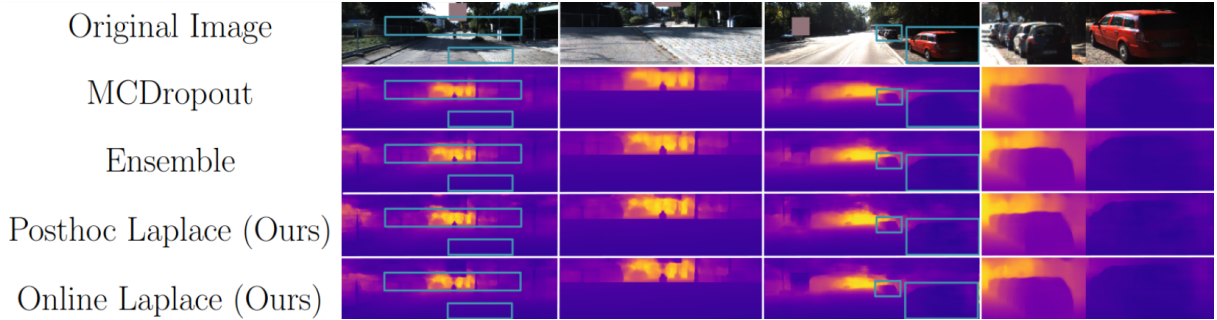 Original Image
MCDropout
Ensemble
Posthoc Laplace (Ours)
Online Laplace (Ours)